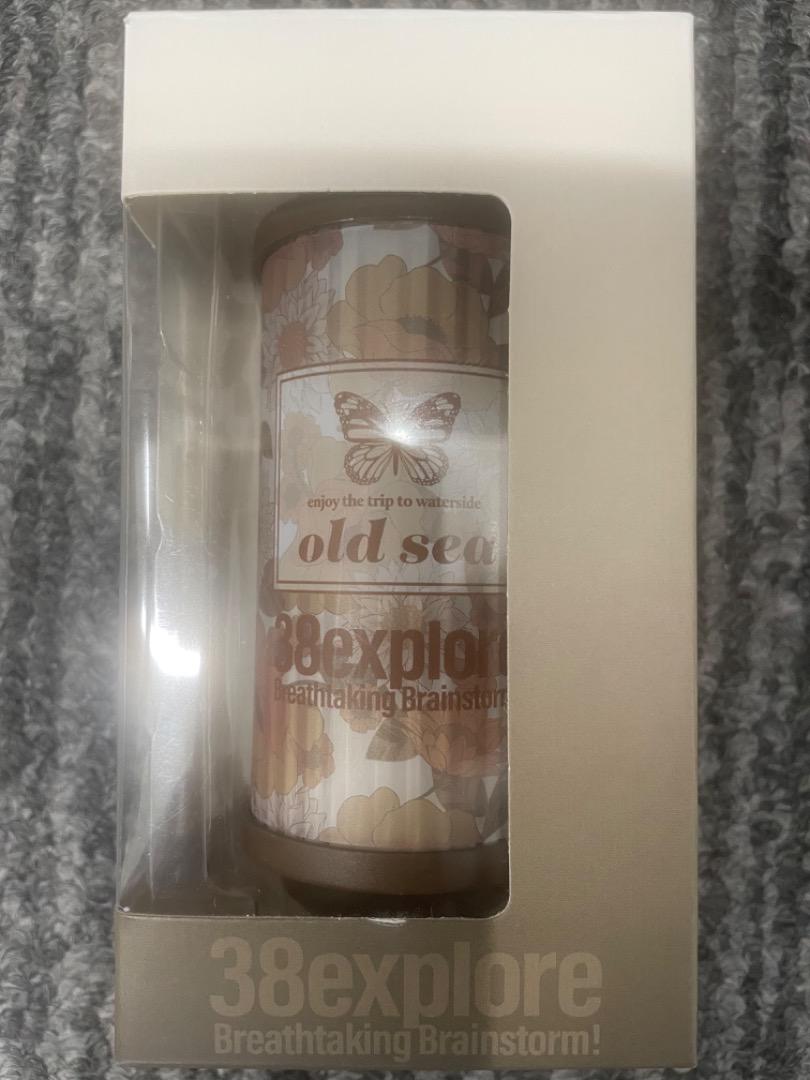 enjoy the trip to waterside
old sea
38explore
Breathtaking Brainstorm
38explore
Breathtaking Brainstorm!